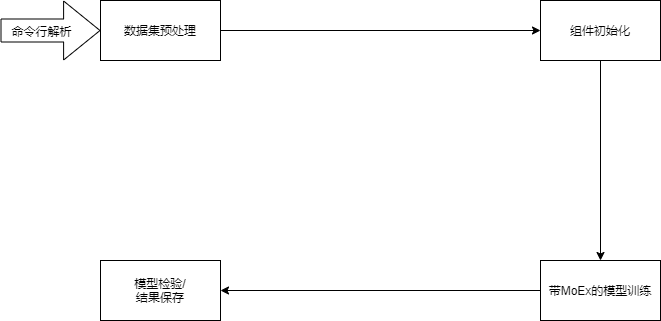 命令行解析
数据集预处理
组件初始化
带MoEx的模型训练
模型检验/
结果保存